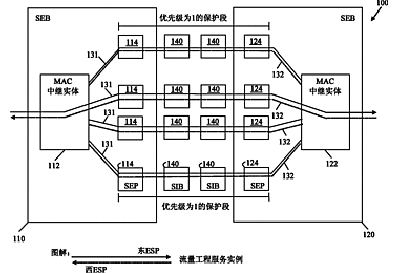 100
SEB
优先级为1的保护段
SEB
131
114
140
140
124
132
MAC
中继实体
131
114
140
140
124
132
MAC
中继实体
131
114
140
140
124
132
112
122
131
114
140
140
124
132
SEP
SIB
SIB
SEP
优先级为1的保护段
110
120
图解:
东ESP
西ESP
流量工程服务实例